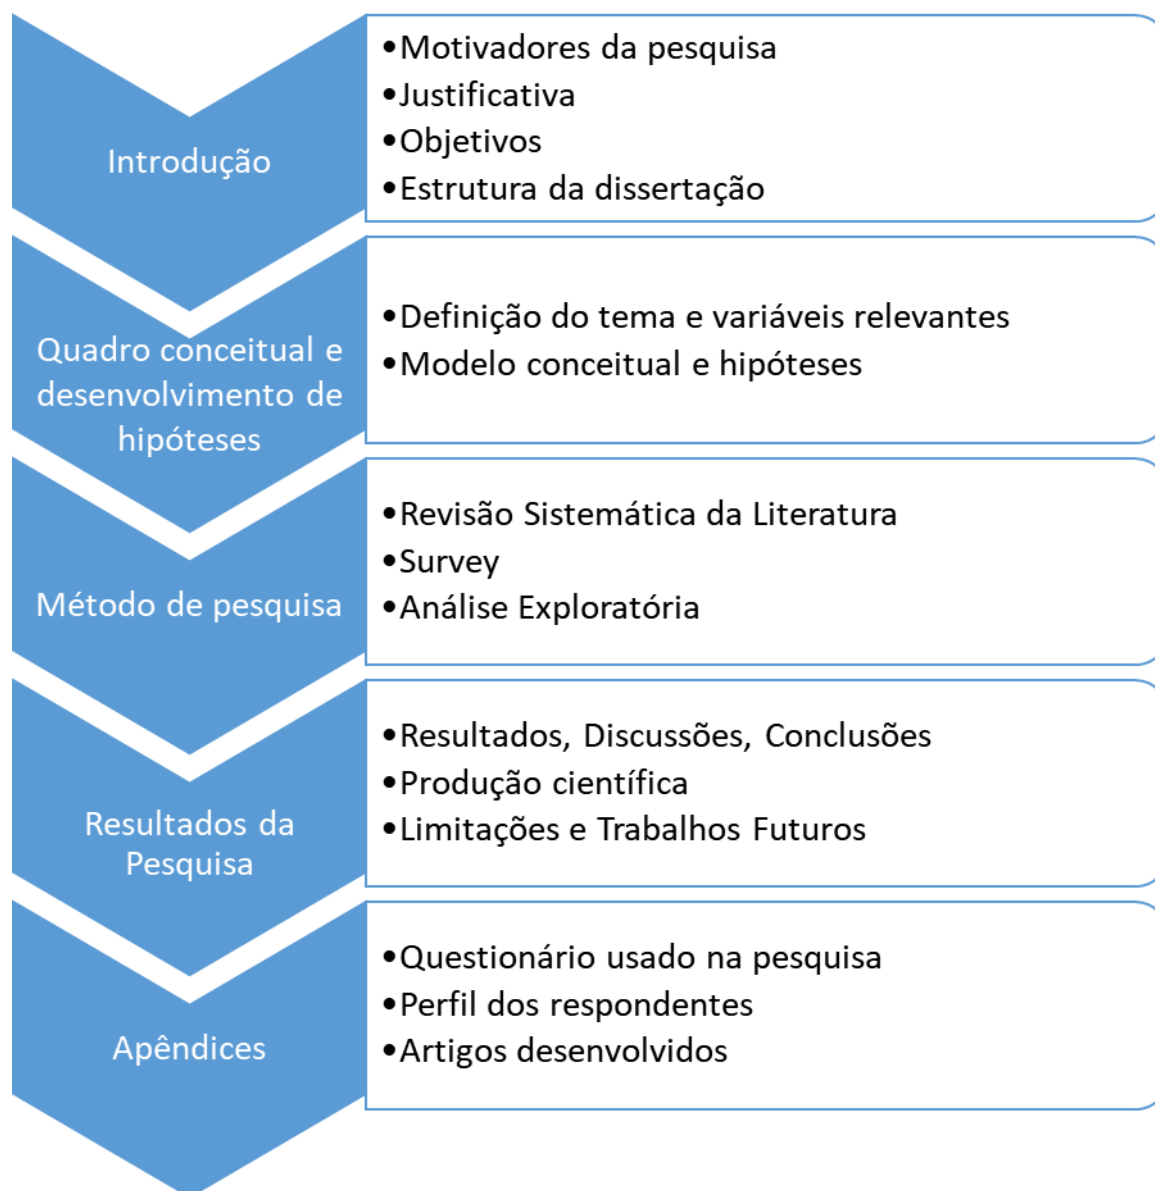 Introdução
•Motivadores da pesquisa
•Justificativa
•Objetivos
•Estrutura da dissertação
Quadro conceitual e
desenvolvimento de
hipóteses
•Definição do tema e variáveis relevantes
•Modelo conceitual e hipóteses
Método de pesquisa
•Revisão Sistemática da Literatura
•Survey
•Análise Exploratória
Resultados da
Pesquisa
•Resultados, Discussões, Conclusões
•Produção científica
•Limitações e Trabalhos Futuros
Apêndices
•Questionário usado na pesquisa
•Perfil dos respondentes
•Artigos desenvolvidos